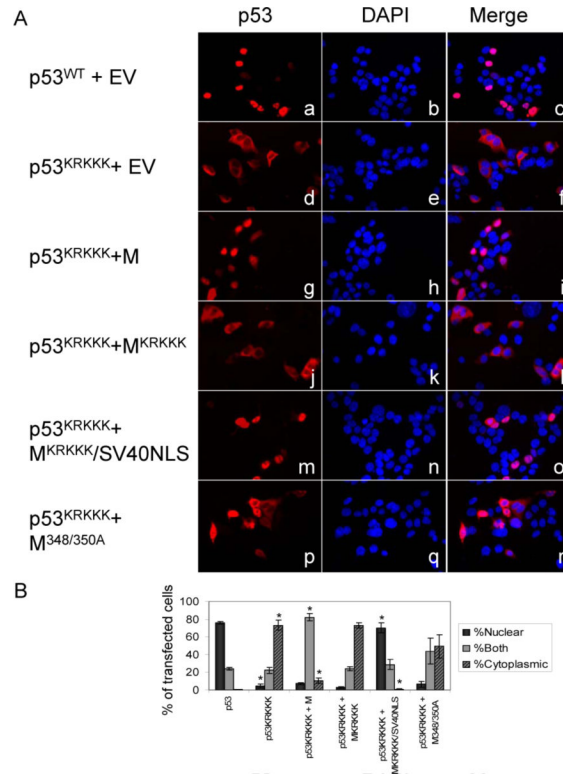 A
p53 DAPI Merge
p53WT + EV
a b c
p53KRKKK+ EV
d e f
p53KRKKK+M
g h i
p53KRKKK+MKRKKK
j k l
p53KRKKK+
MKRKKK/SV40NLS
m n o
p53KRKKK+
M348/350A
p q r
B
% of transfected cells
100
80
60
40
20
0
* * * * * *
%Nuclear
%Both
%Cytoplasmic
p53
p53KRKKK
p53KRKKK + M
p53KRKKK +
MKRKKK
p53KRKKK +
MKRKKK/SV40NLS
p53KRKKK +
M348/350A